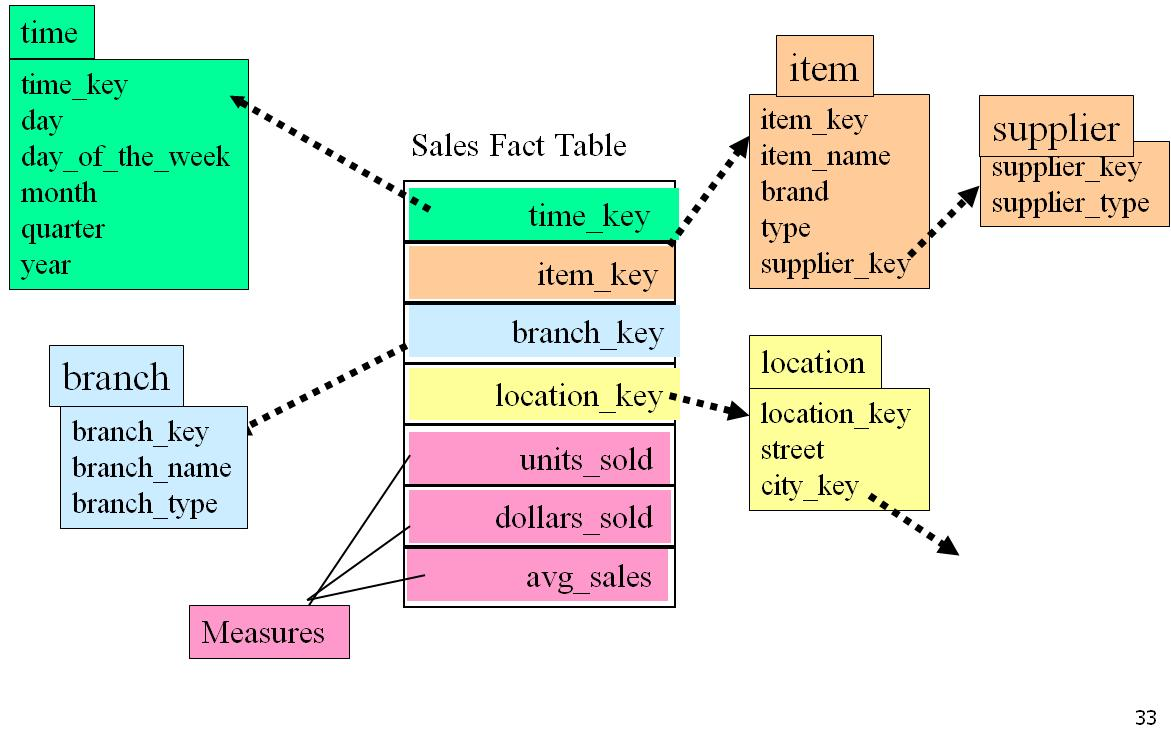 time
time_key
day
day_of_the_week
month
quarter
year
branch
branch_key
branch_name
branch_type
Sales Fact Table
time_key
item_key
branch_key
location_key
units_sold
dollars_sold
avg_sales
Measures
item
item_key
item_name
brand
type
supplier_key
supplier
supplier_key
supplier_type
location
location_key
street
city_key
33